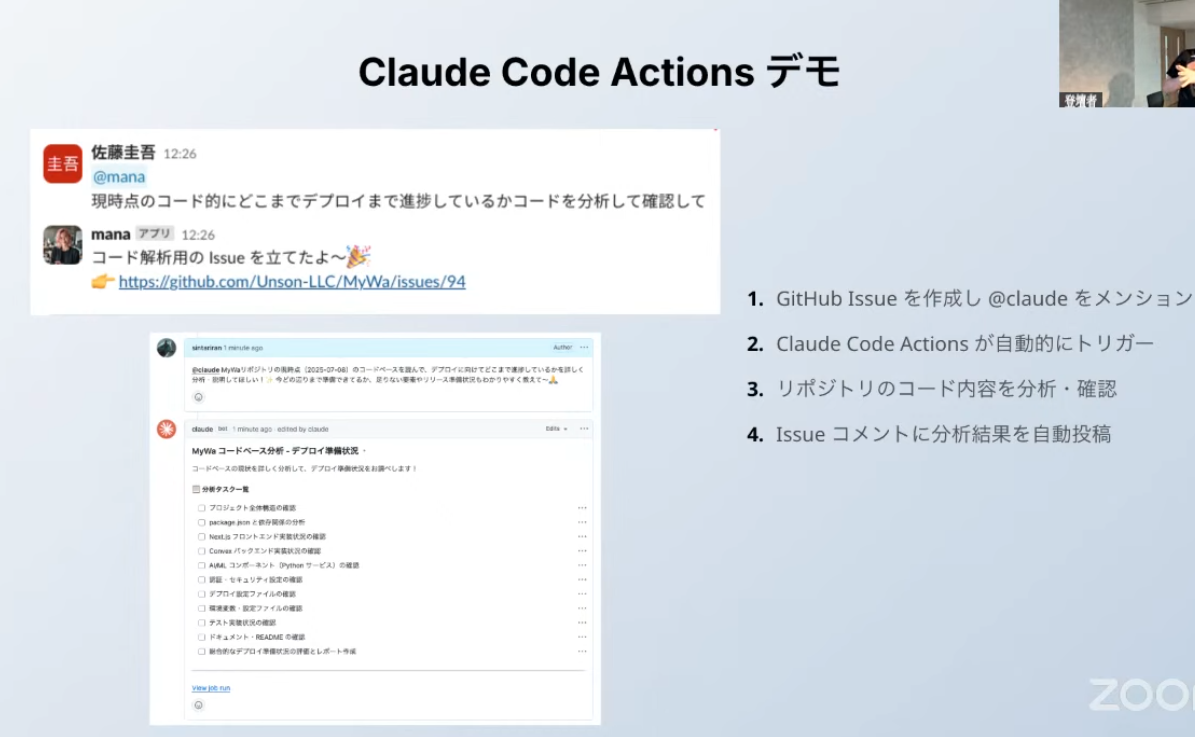 Claude Code Actions デモ
登壇者
圭吾
佐藤圭吾 12:26
@mana
現時点のコード的にどこまでデプロイまで進捗しているかコードを分析して確認して
mana アプリ 12:26
コード解析用の Issue を立てたよ〜🎉
👉 https://github.com/Unson-LLC/MyWa/issues/94
1. GitHub Issue を作成し @claude をメンション
2. Claude Code Actions が自動的にトリガー
3. リポジトリのコード内容を分析・確認
4. Issue コメントに分析結果を自動投稿
sintariran 1 minute ago Author
@claude MyWaリポジトリの現時点（2025-07-08）のコードベースを読んで、デプロイに向けてどこまで進捗しているかを詳しく
分析・説明してほしい！✨ 今どの辺りまで準備できてるか、足りない要素やリリース準備状況もわかりやすく教えて〜🙏
claude bot 1 minute ago · edited by claude Edits
MyWa コードベース分析 - デプロイ準備状況
コードベースの現状を詳しく分析して、デプロイ準備状況をお調べします！
分析タスク一覧
プロジェクト全体構造の確認
package.json と依存関係の分析
Next.js フロントエンド実装状況の確認
Convex バックエンド実装状況の確認
AI/ML コンポーネント（Python サービス）の確認
認証・セキュリティ設定の確認
デプロイ設定ファイルの確認
環境変数・設定ファイルの確認
テスト実装状況の確認
ドキュメント・README の確認
総合的なデプロイ準備状況の評価とレポート作成
View job run
ZOO